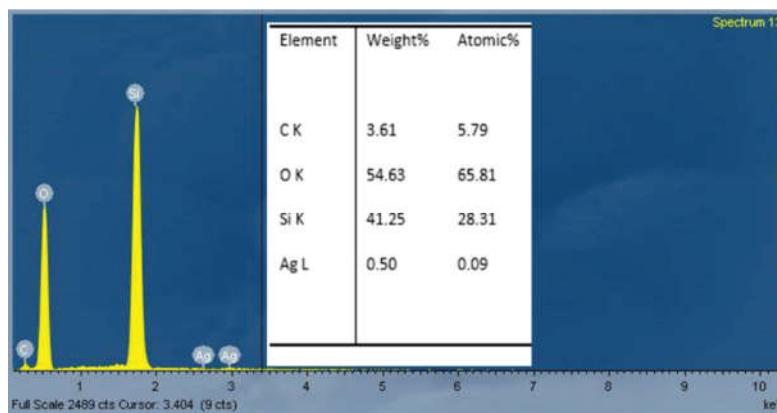 Spectrum 13
Element Weight% Atomic%
C K 3.61 5.79
O K 54.63 65.81
Si K 41.25 28.31
Ag L 0.50 0.09
Si
O
C
Ag Ag
1 2 3 4 5 6 7 8 9 10
Full Scale 2489 cts Cursor: 3.404 (9 cts) ke